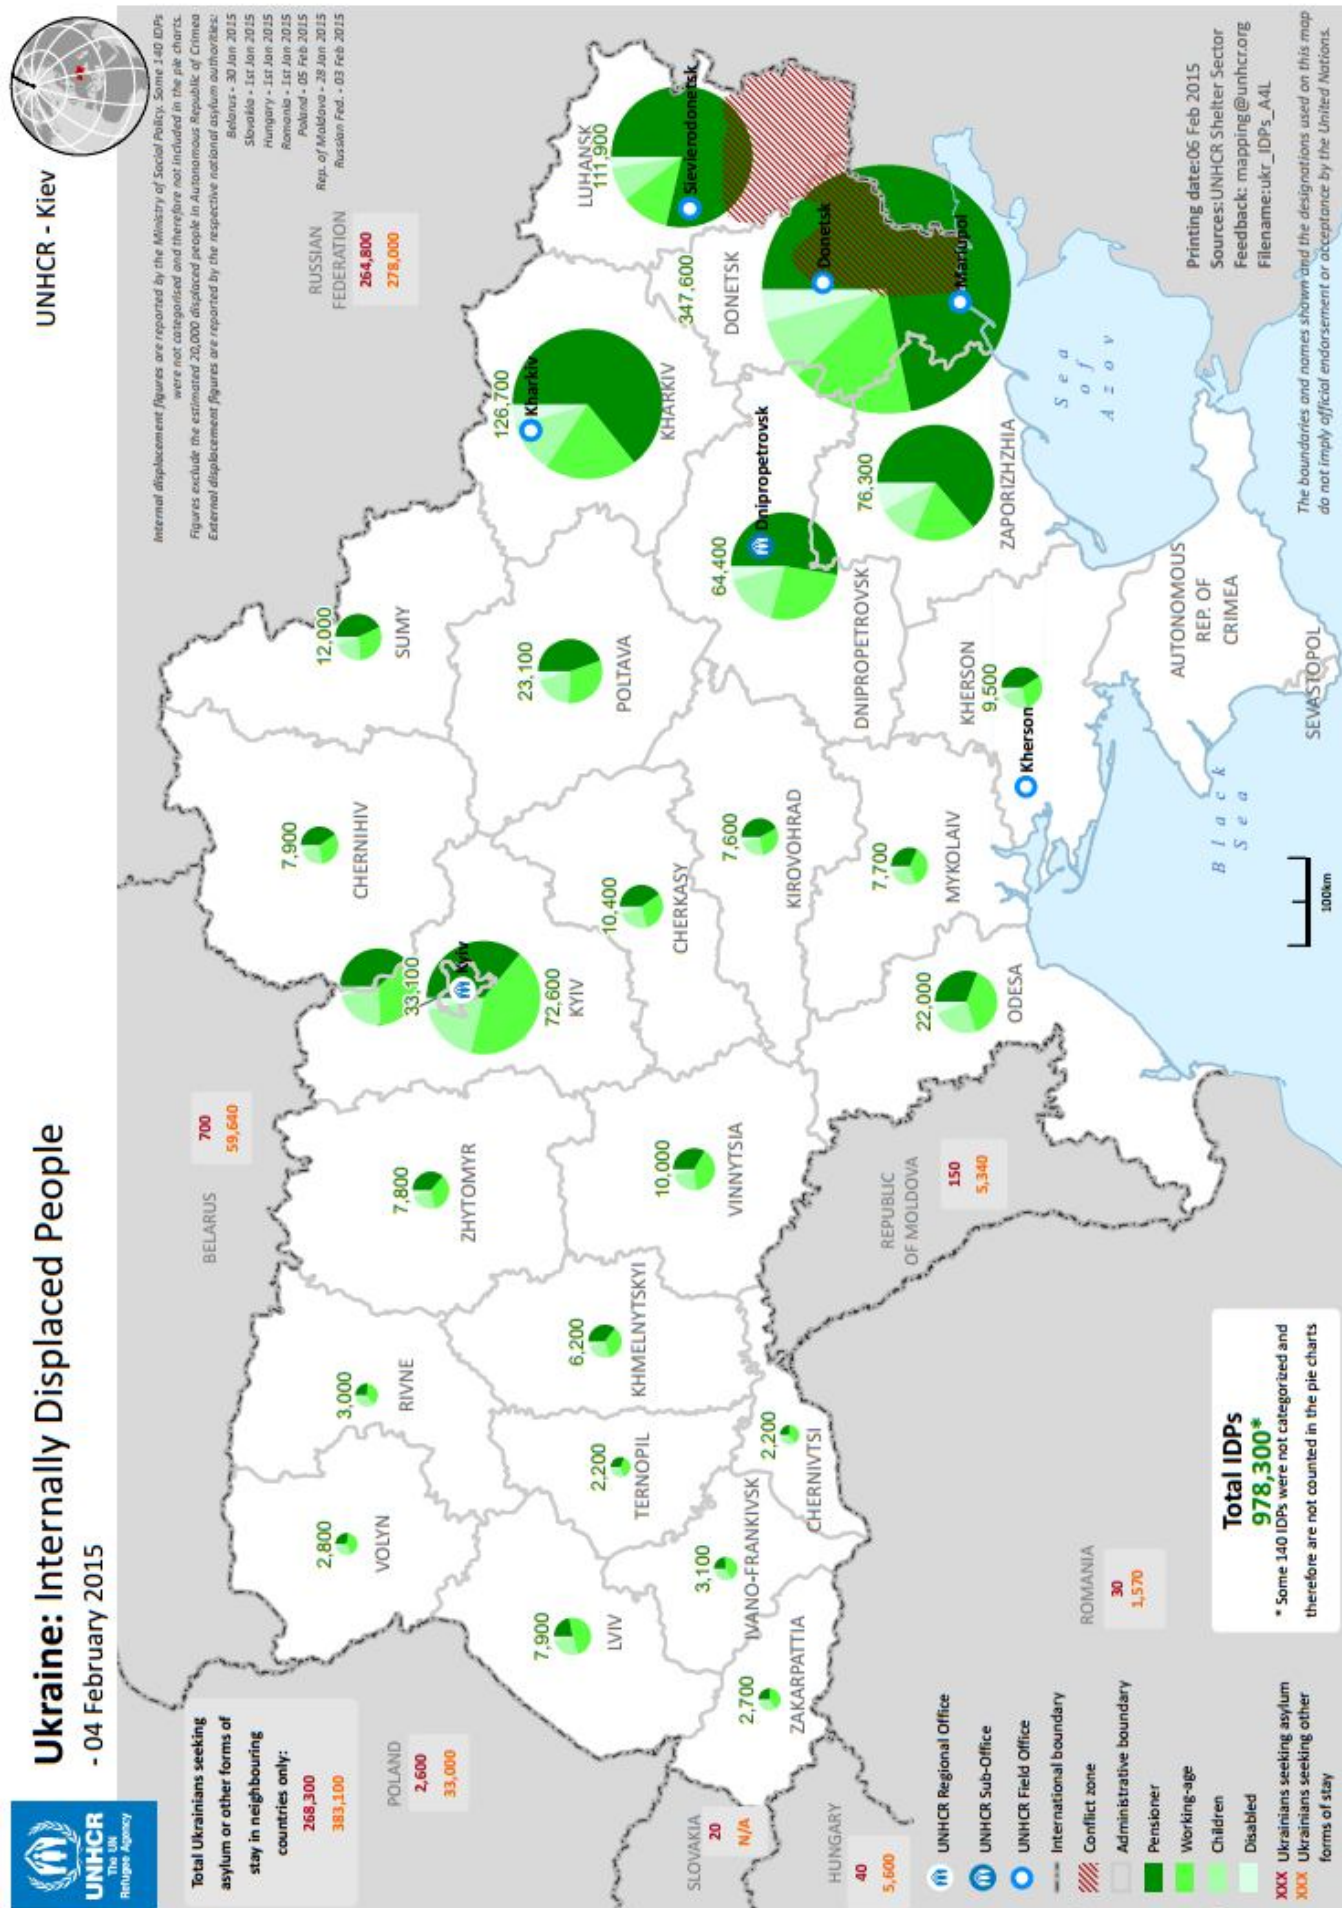 UNHCR
The UN
Refugee Agency
Ukraine: Internally Displaced People
- 04 February 2015
UNHCR - Kiev
Internal displacement figures are reported by the Ministry of Social Policy. Some 140 IDPs
were not categorised and therefore not included in the pie charts.
Figures exclude the estimated 20,000 displaced people in Autonomous Republic of Crimea
External displacement figures are reported by the respective national asylum authorities:
Belarus - 30 Jan 2015
Slovakia - 1st Jan 2015
Hungary - 1st Jan 2015
Romania - 1st Jan 2015
Poland - 05 Feb 2015
Rep. of Moldova - 28 Jan 2015
Russian Fed. - 03 Feb 2015
Total Ukrainians seeking
asylum or other forms of
stay in neighbouring
countries only:
268,300
383,100
BELARUS
700
59,640
RUSSIAN
FEDERATION
264,800
278,000
POLAND
2,600
33,000
SLOVAKIA
20
N/A
HUNGARY
40
5,600
ROMANIA
30
1,570
REPUBLIC
OF MOLDOVA
150
5,340
2,800
VOLYN
3,000
RIVNE
7,800
ZHYTOMYR
33,100
Kyiv
72,600
KYIV
7,900
CHERNIHIV
12,000
SUMY
7,900
LVIV
2,200
TERNOPIL
6,200
KHMELNYTSKYI
10,000
VINNYTSIA
10,400
CHERKASY
23,100
POLTAVA
126,700
Kharkiv
KHARKIV
LUHANSK
111,900
Sievierodonetsk
2,700
ZAKARPATTIA
3,100
IVANO-FRANKIVSK
2,200
CHERNIVTSI
7,600
KIROVOHRAD
64,400
Dnipropetrovsk
DNIPROPETROVSK
347,600
DONETSK
Donetsk
Mariupol
22,000
ODESA
7,700
MYKOLAIV
KHERSON
9,500
Kherson
76,300
ZAPORIZHZHIA
AUTONOMOUS
REP. OF
CRIMEA
SEVASTOPOL
Sea
of
Azov
Black
Sea
100km
UNHCR Regional Office
UNHCR Sub-Office
UNHCR Field Office
International boundary
Conflict zone
Administrative boundary
Pensioner
Working-age
Children
Disabled
XXX Ukrainians seeking asylum
XXX Ukrainians seeking other
forms of stay
Total IDPs
978,300*
* Some 140 IDPs were not categorized and
therefore are not counted in the pie charts
Printing date:06 Feb 2015
Sources:UNHCR Shelter Sector
Feedback: mapping@unhcr.org
Filename:ukr_IDPs_A4L
The boundaries and names shown and the designations used on this map
do not imply official endorsement or acceptance by the United Nations.